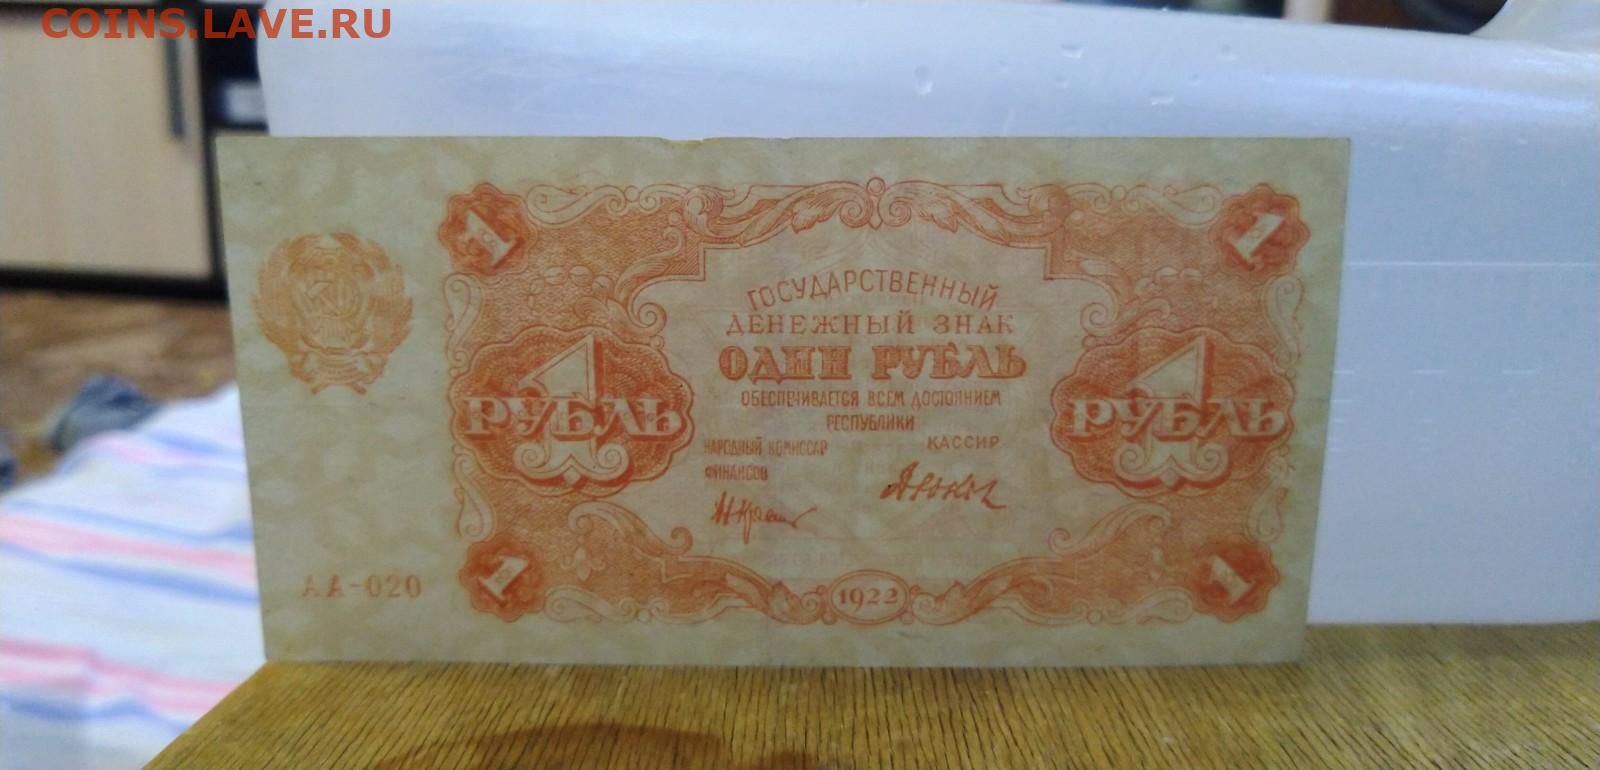 COINS.LAVE.RU
1
1
ГОСУДАРСТВЕННЫЙ
ДЕНЕЖНЫЙ ЗНАК
ОДИН РУБЛЬ
1
РУБЛЬ
1
РУБЛЬ
ОБЕСПЕЧИВАЕТСЯ ВСЕМ ДОСТОЯНИЕМ
РЕСПУБЛИКИ
НАРОДНЫЙ КОМИССАР
ФИНАНСОВ
КАССИР
АА-020
1
1922
1